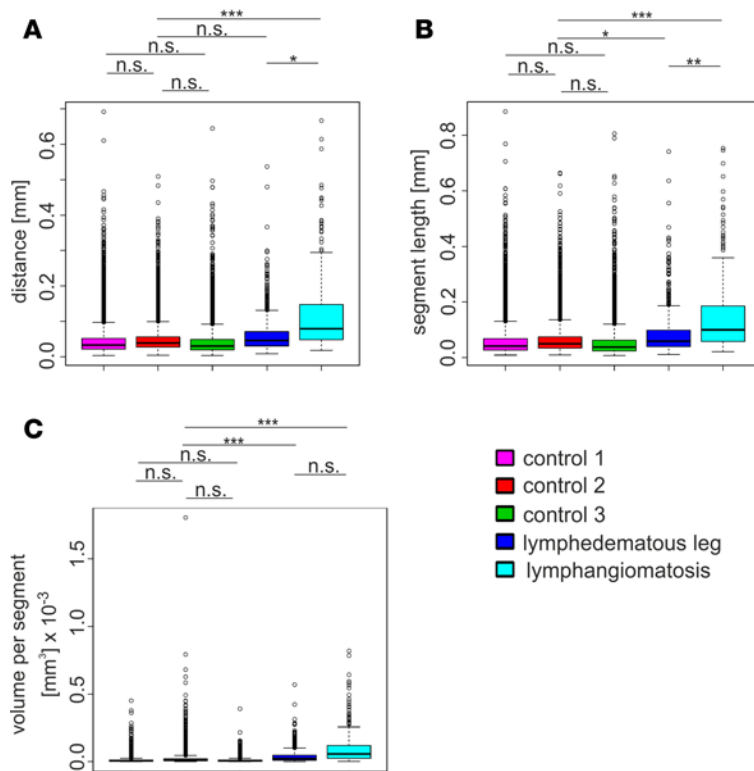 A
***
n.s.
n.s.
n.s.
*
n.s.
distance [mm]
0.6
0.4
0.2
0.0
B
***
*
n.s.
n.s.
**
n.s.
segment length [mm]
0.8
0.6
0.4
0.2
0.0
C
***
***
n.s.
n.s.
n.s.
n.s.
volume per segment
[mm³] x 10⁻³
1.5
1.0
0.5
0.0
control 1
control 2
control 3
lymphedematous leg
lymphangiomatosis